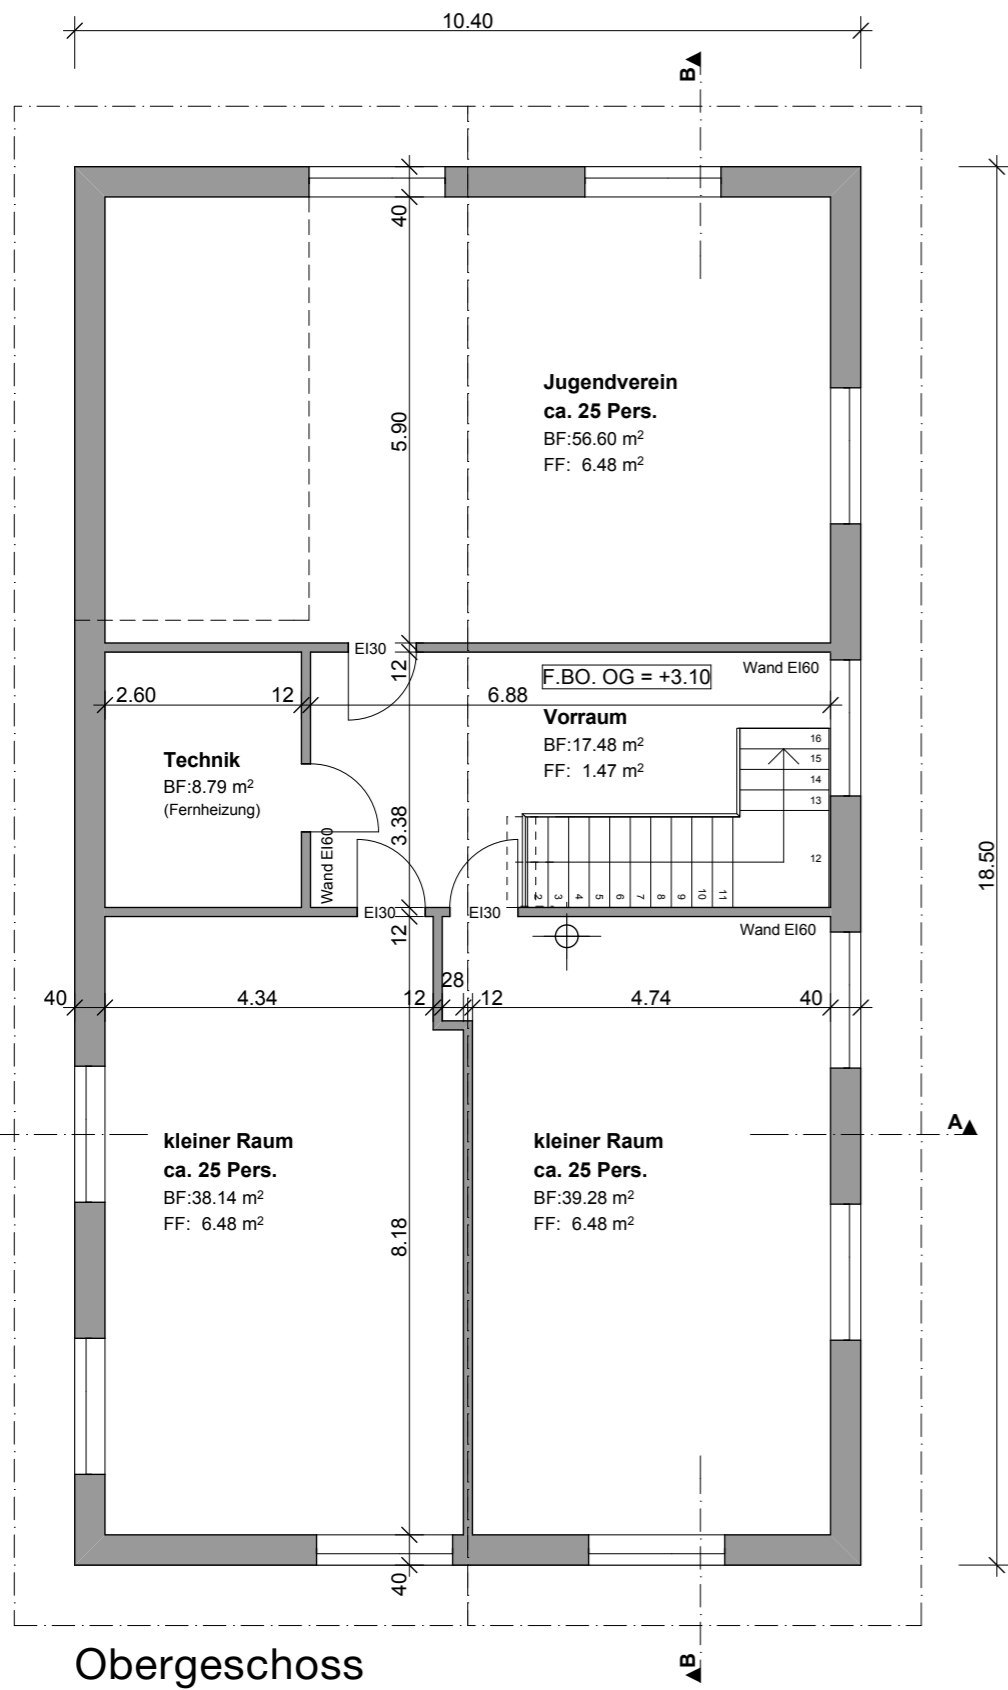 10.40
B
40
Jugendverein
ca. 25 Pers.
BF:56.60 m²
FF: 6.48 m²
5.90
EI30
12
F.BO. OG = +3.10
Wand EI60
2.60
12
6.88
Vorraum
BF:17.48 m²
FF: 1.47 m²
Technik
BF:8.79 m²
(Fernheizung)
16
15
14
13
12
3.38
Wand EI60
2
3
4
5
6
7
8
9
10
11
18.50
EI30
EI30
12
Wand EI60
28
40
4.34
12
12
4.74
40
A
kleiner Raum
ca. 25 Pers.
BF:38.14 m²
FF: 6.48 m²
kleiner Raum
ca. 25 Pers.
BF:39.28 m²
FF: 6.48 m²
8.18
40
B
Obergeschoss